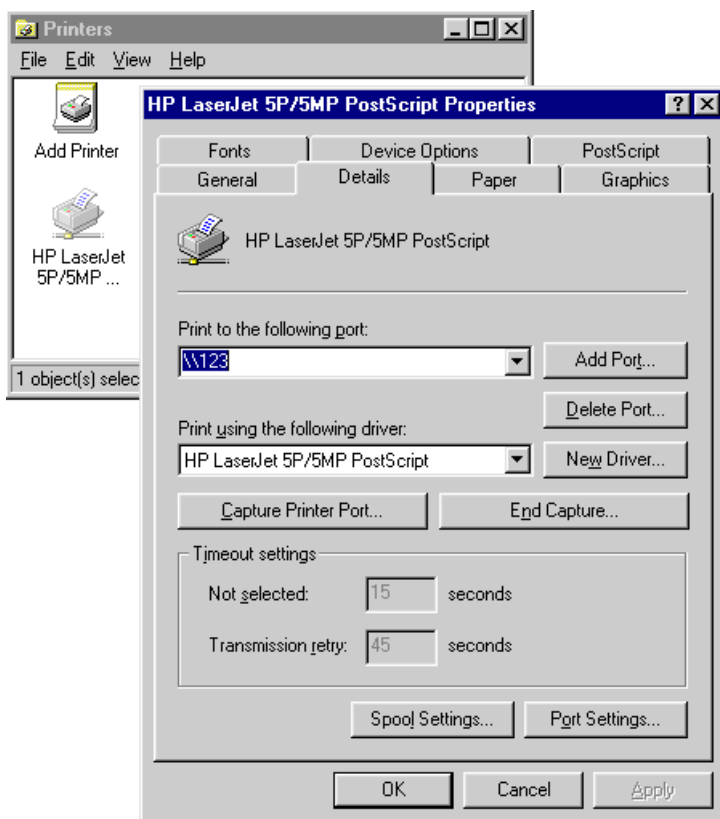 Printers
File Edit View Help
Add Printer
HP LaserJet
5P/5MP ...
1 object(s) selec
HP LaserJet 5P/5MP PostScript Properties
Fonts Device Options PostScript
General Details Paper Graphics
HP LaserJet 5P/5MP PostScript
Print to the following port:
\\123
Add Port...
Delete Port...
Print using the following driver:
HP LaserJet 5P/5MP PostScript
New Driver...
Capture Printer Port... End Capture...
Timeout settings
Not selected: 15 seconds
Transmission retry: 45 seconds
Spool Settings... Port Settings...
OK Cancel Apply